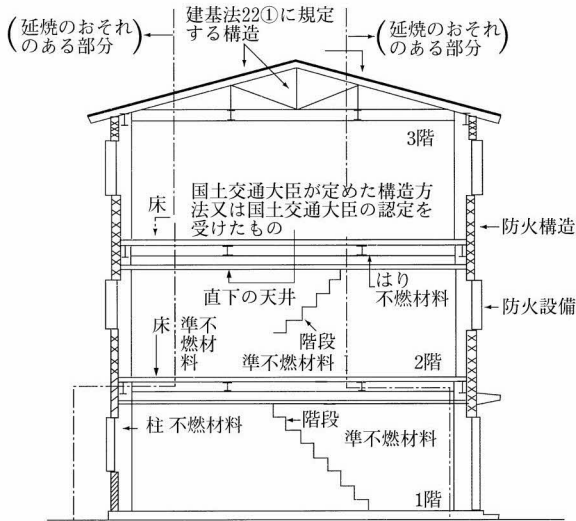 (延焼のおそれ
のある部分)
建基法22①に規定
する構造
(延焼のおそれ
のある部分)
3階
床
国土交通大臣が定めた構造方
法又は国土交通大臣の認定を
受けたもの
防火構造
直下の天井
はり
不燃材料
防火設備
床
準不
燃材
料
階段
準不燃材料
2階
柱 不燃材料
階段
準不燃材料
1階